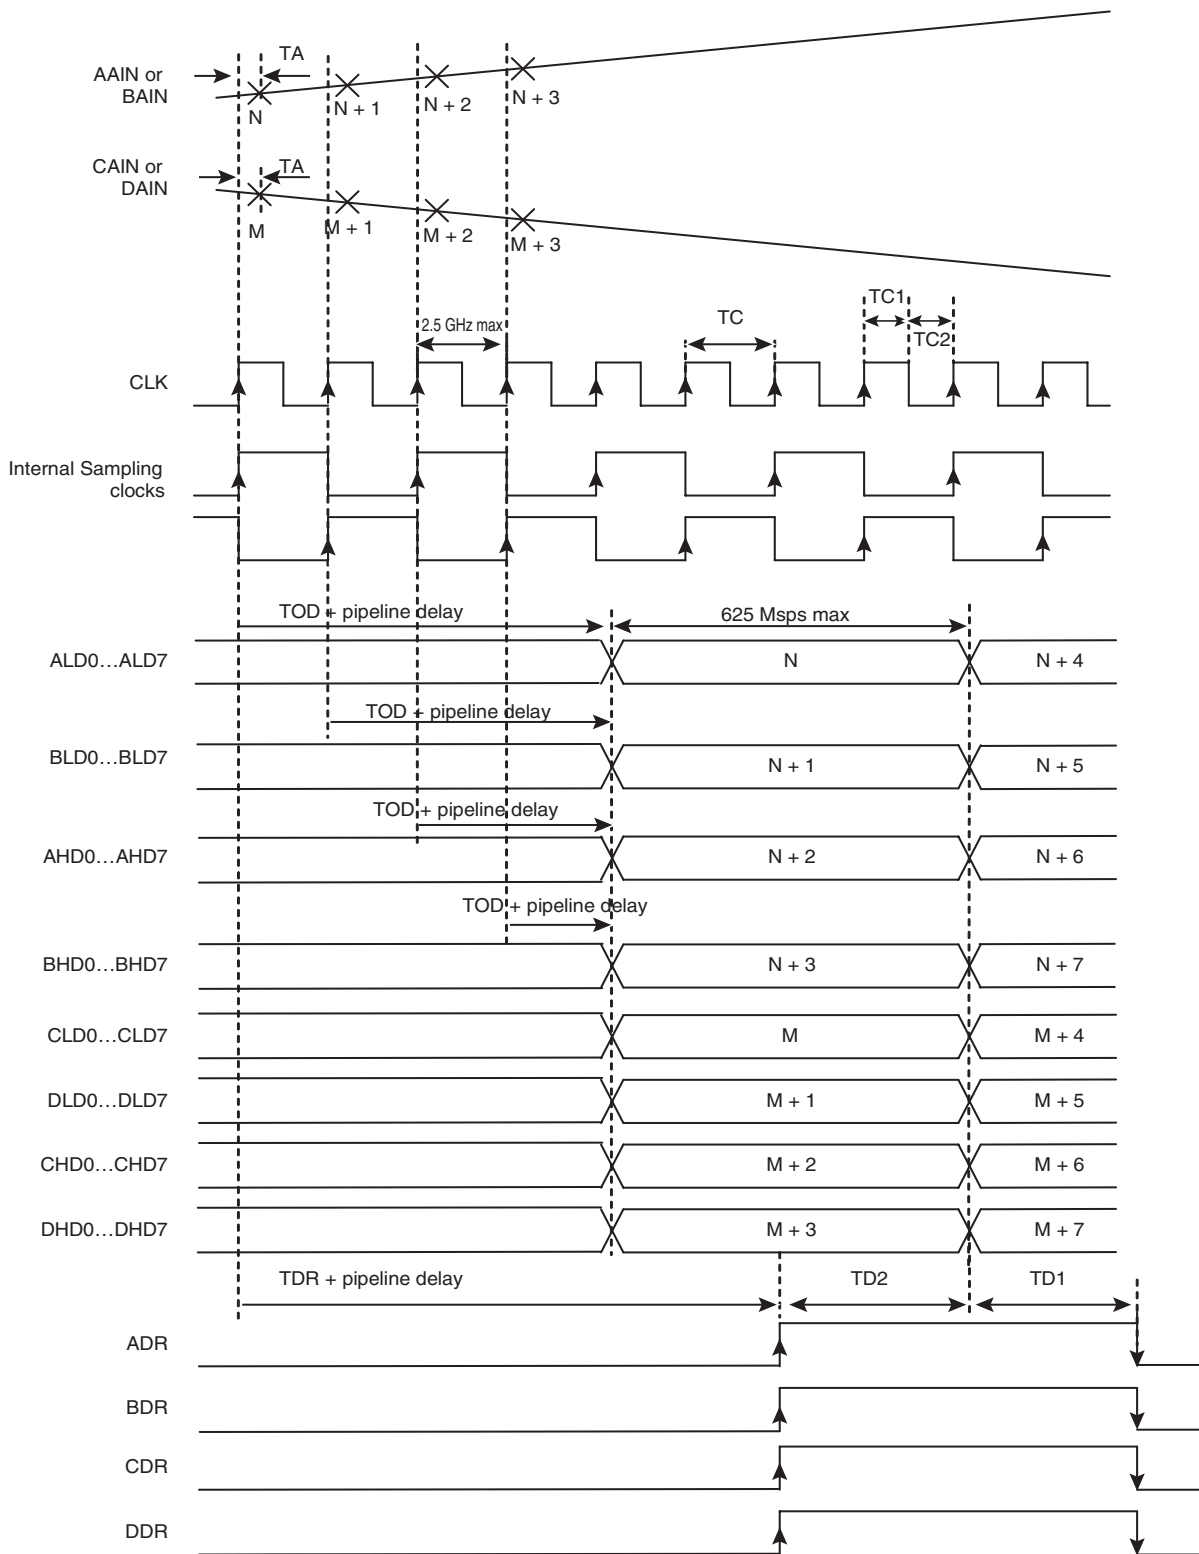 TA
AAIN or
BAIN
N
N + 1
N + 2
N + 3
CAIN or
DAIN
TA
M
M + 1
M + 2
M + 3
2.5 GHz max
TC
TC1
TC2
CLK
Internal Sampling
clocks
TOD + pipeline delay
625 Msps max
ALD0…ALD7
N
N + 4
TOD + pipeline delay
BLD0…BLD7
N + 1
N + 5
TOD + pipeline delay
AHD0…AHD7
N + 2
N + 6
TOD + pipeline delay
BHD0…BHD7
N + 3
N + 7
CLD0…CLD7
M
M + 4
DLD0…DLD7
M + 1
M + 5
CHD0…CHD7
M + 2
M + 6
DHD0…DHD7
M + 3
M + 7
TDR + pipeline delay
TD2
TD1
ADR
BDR
CDR
DDR